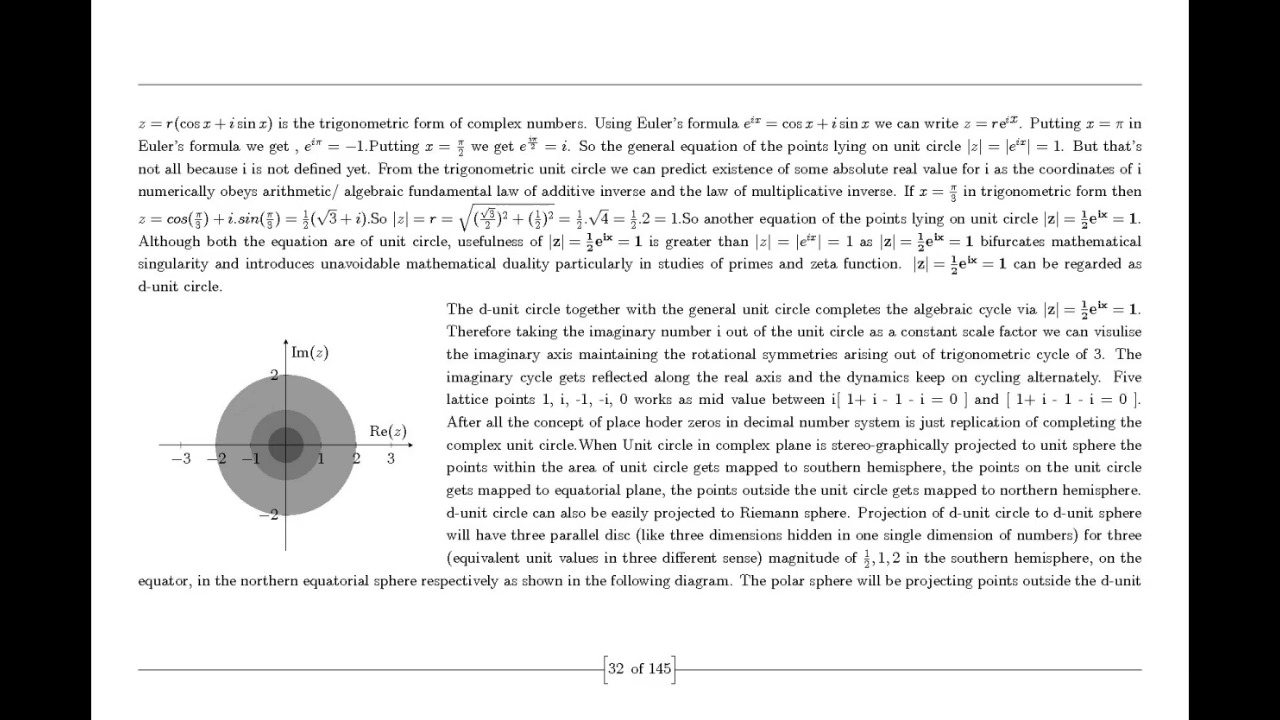 z = r(cos x + i sin x) is the trigonometric form of complex numbers. Using Euler's formula e^{ix} = cos x + i sin x we can write z = re^{ix}. Putting x = π in
Euler's formula we get , e^{iπ} = −1.Putting x = π/2 we get e^{iπ/2} = i. So the general equation of the points lying on unit circle |z| = |e^{ix}| = 1. But that's
not all because i is not defined yet. From the trigonometric unit circle we can predict existence of some absolute real value for i as the coordinates of i
numerically obeys arithmetic/ algebraic fundamental law of additive inverse and the law of multiplicative inverse. If x = π/3 in trigonometric form then
z = cos(π/3) + i.sin(π/3) = 1/2(√3 + i).So |z| = r = √((√3/2)² + (1/2)²) = 1/2.√4 = 1/2.2 = 1.So another equation of the points lying on unit circle |z| = 1/2e^{ix} = 1.
Although both the equation are of unit circle, usefulness of |z| = 1/2e^{ix} = 1 is greater than |z| = |e^{ix}| = 1 as |z| = 1/2e^{ix} = 1 bifurcates mathematical
singularity and introduces unavoidable mathematical duality particularly in studies of primes and zeta function. |z| = 1/2e^{ix} = 1 can be regarded as
d-unit circle.
The d-unit circle together with the general unit circle completes the algebraic cycle via |z| = 1/2e^{ix} = 1.
Therefore taking the imaginary number i out of the unit circle as a constant scale factor we can visulise
the imaginary axis maintaining the rotational symmetries arising out of trigonometric cycle of 3. The
imaginary cycle gets reflected along the real axis and the dynamics keep on cycling alternately. Five
lattice points 1, i, -1, -i, 0 works as mid value between i[ 1+ i - 1 - i = 0 ] and [ 1+ i - 1 - i = 0 ].
After all the concept of place hoder zeros in decimal number system is just replication of completing the
complex unit circle.When Unit circle in complex plane is stereo-graphically projected to unit sphere the
points within the area of unit circle gets mapped to southern hemisphere, the points on the unit circle
gets mapped to equatorial plane, the points outside the unit circle gets mapped to northern hemisphere.
d-unit circle can also be easily projected to Riemann sphere. Projection of d-unit circle to d-unit sphere
will have three parallel disc (like three dimensions hidden in one single dimension of numbers) for three
(equivalent unit values in three different sense) magnitude of 1/2, 1, 2 in the southern hemisphere, on the
equator, in the northern equatorial sphere respectively as shown in the following diagram. The polar sphere will be projecting points outside the d-unit
Im(z)
2
Re(z)
−3 −2 −1 1 2 3
−2
32 of 145